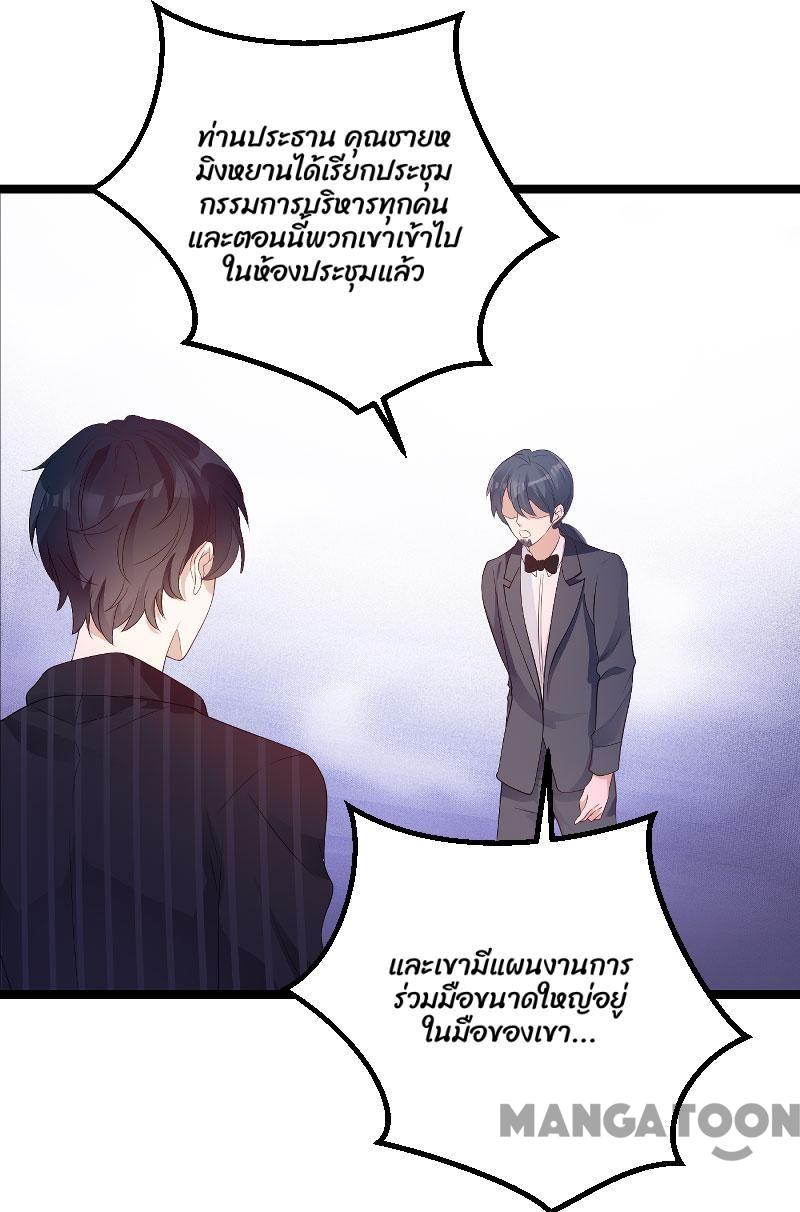 ท่านประธาน คุณชายห
มิงหยานได้เรียกประชุม
กรรมการบริหารทุกคน
และตอนนี้พวกเขาเข้าไป
ในห้องประชุมแล้ว
และเขามีแผนงานการ
ร่วมมือขนาดใหญ่อยู่
ในมือของเขา...
MANGATOON